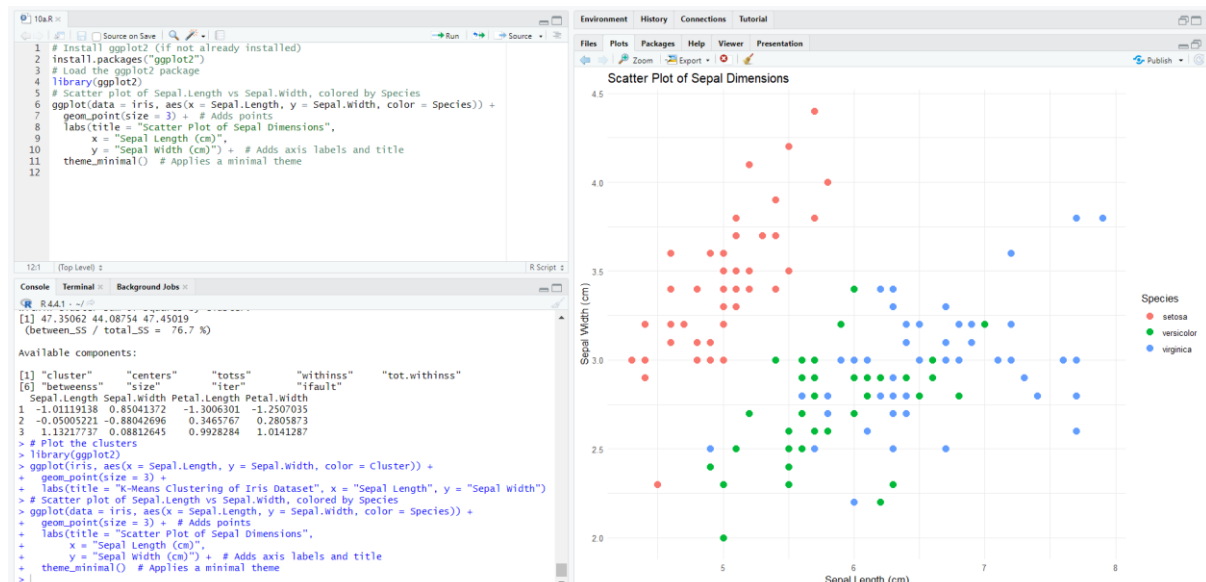 10a.R
Source on Save
Run
Source
1 # Install ggplot2 (if not already installed)
2 install.packages("ggplot2")
3 # Load the ggplot2 package
4 library(ggplot2)
5 # Scatter plot of Sepal.Length vs Sepal.Width, colored by Species
6 ggplot(data = iris, aes(x = Sepal.Length, y = Sepal.Width, color = Species)) +
7 geom_point(size = 3) + # Adds points
8 labs(title = "Scatter Plot of Sepal Dimensions",
9 x = "Sepal Length (cm)",
10 y = "Sepal Width (cm)") + # Adds axis labels and title
11 theme_minimal() # Applies a minimal theme
12
12:1 (Top Level) R Script
Console Terminal Background Jobs
R 4.4.1 · ~/
[1] 47.35062 44.08754 47.45019
(between_SS / total_SS = 76.7 %)
Available components:
[1] "cluster" "centers" "totss" "withinss" "tot.withinss"
[6] "betweenss" "size" "iter" "ifault"
Sepal.Length Sepal.Width Petal.Length Petal.Width
1 -1.01119138 0.85041372 -1.3006301 -1.2507035
2 -0.05005221 -0.88042696 0.3465767 0.2805873
3 1.13217737 0.08812645 0.9928284 1.0141287
> # Plot the clusters
> library(ggplot2)
> ggplot(iris, aes(x = Sepal.Length, y = Sepal.Width, color = Cluster)) +
+ geom_point(size = 3) +
+ labs(title = "K-Means Clustering of Iris Dataset", x = "Sepal Length", y = "Sepal Width")
> # Scatter plot of Sepal.Length vs Sepal.Width, colored by Species
> ggplot(data = iris, aes(x = Sepal.Length, y = Sepal.Width, color = Species)) +
+ geom_point(size = 3) + # Adds points
+ labs(title = "Scatter Plot of Sepal Dimensions",
+ x = "Sepal Length (cm)",
+ y = "Sepal Width (cm)") + # Adds axis labels and title
+ theme_minimal() # Applies a minimal theme
>
Environment History Connections Tutorial
Files Plots Packages Help Viewer Presentation
Zoom Export Publish
Scatter Plot of Sepal Dimensions
4.5
4.0
3.5
3.0
2.5
2.0
Sepal Width (cm)
5 6 7 8
Sepal Length (cm)
Species
setosa
versicolor
virginica